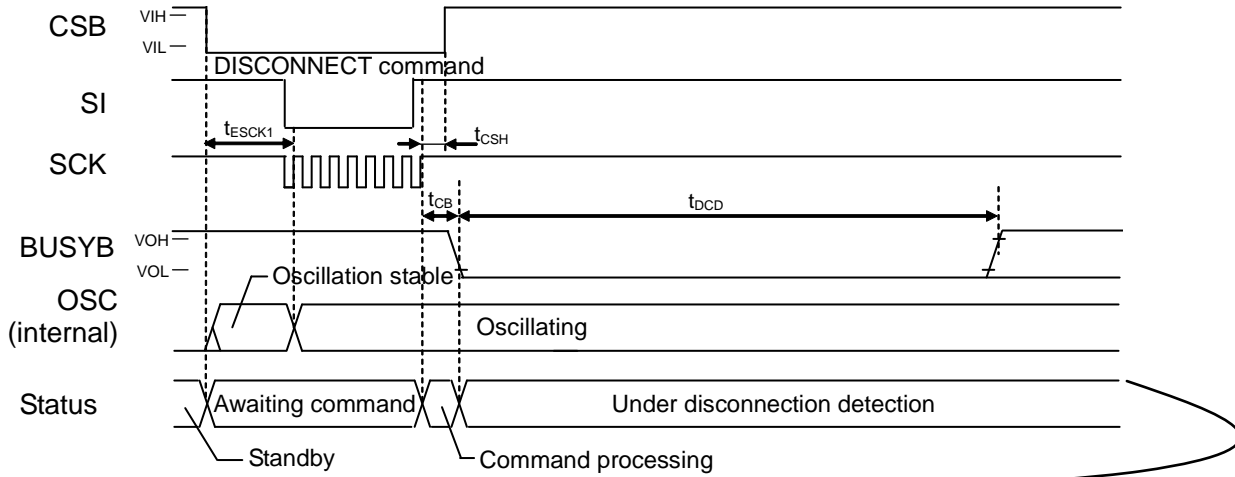 CSB
VIH
VIL
DISCONNECT command
SI
tESCK1
tCSH
SCK
tCB
tDCD
BUSYB
VOH
VOL
Oscillation stable
OSC
(internal)
Oscillating
Status
Awaiting command
Under disconnection detection
Standby
Command processing